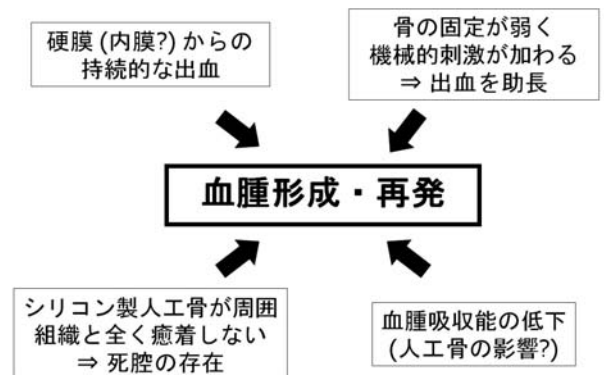 硬膜 (内膜?) からの
持続的な出血
骨の固定が弱く
機械的刺激が加わる
⇒ 出血を助長
血腫形成・再発
シリコン製人工骨が周囲
組織と全く癒着しない
⇒ 死腔の存在
血腫吸収能の低下
(人工骨の影響?)